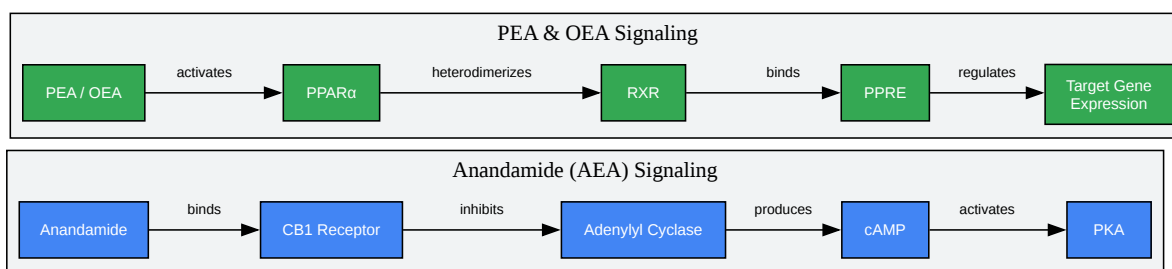 PEA & OEA Signaling
activates
heterodimerizes
binds
regulates
PEA / OEA
PPARα
RXR
PPRE
Target Gene
Expression
Anandamide (AEA) Signaling
binds
inhibits
produces
activates
Anandamide
CB1 Receptor
Adenylyl Cyclase
cAMP
PKA